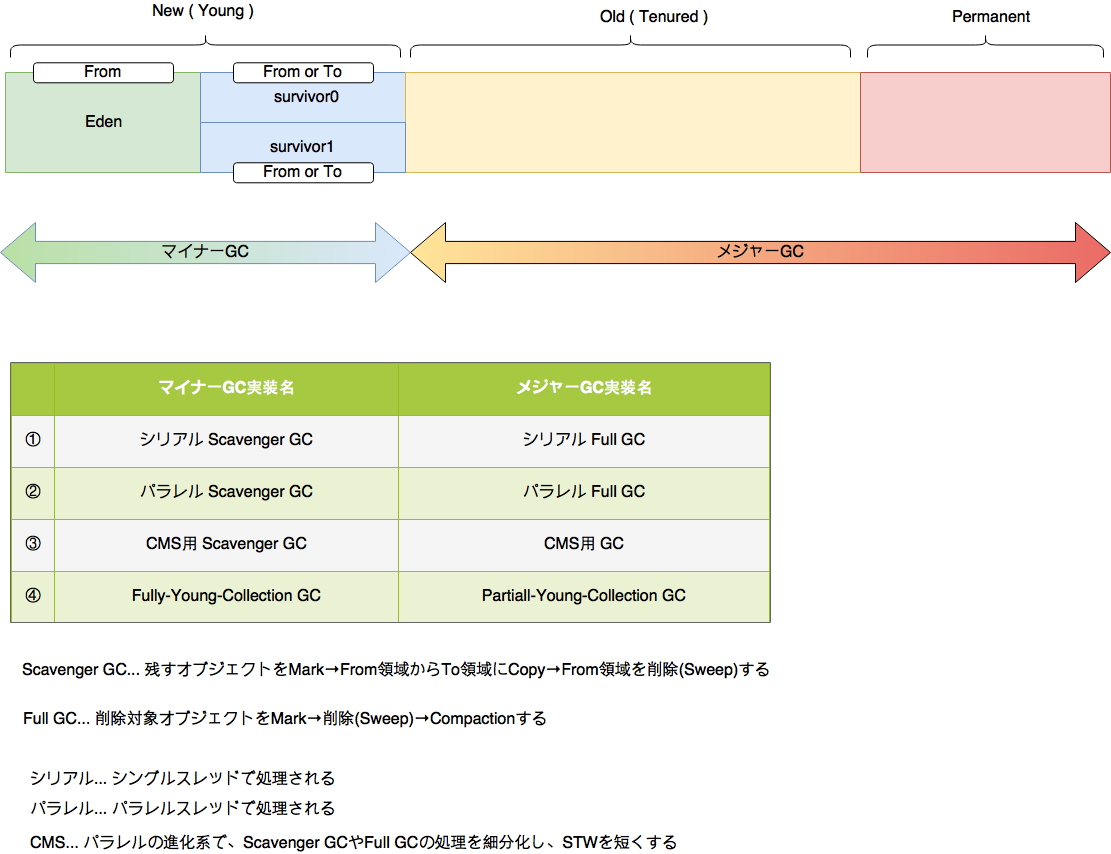 New ( Young )
Old ( Tenured )
Permanent
From
From or To
survivor0
Eden
survivor1
From or To
マイナーGC
メジャーGC
マイナーGC実装名 メジャーGC実装名
① シリアル Scavenger GC シリアル Full GC
② パラレル Scavenger GC パラレル Full GC
③ CMS用 Scavenger GC CMS用 GC
④ Fully-Young-Collection GC Partiall-Young-Collection GC
Scavenger GC... 残すオブジェクトをMark→From領域からTo領域にCopy→From領域を削除(Sweep)する
Full GC... 削除対象オブジェクトをMark→削除(Sweep)→Compactionする
シリアル... シングルスレッドで処理される
パラレル... パラレルスレッドで処理される
CMS... パラレルの進化系で、Scavenger GCやFull GCの処理を細分化し、STWを短くする